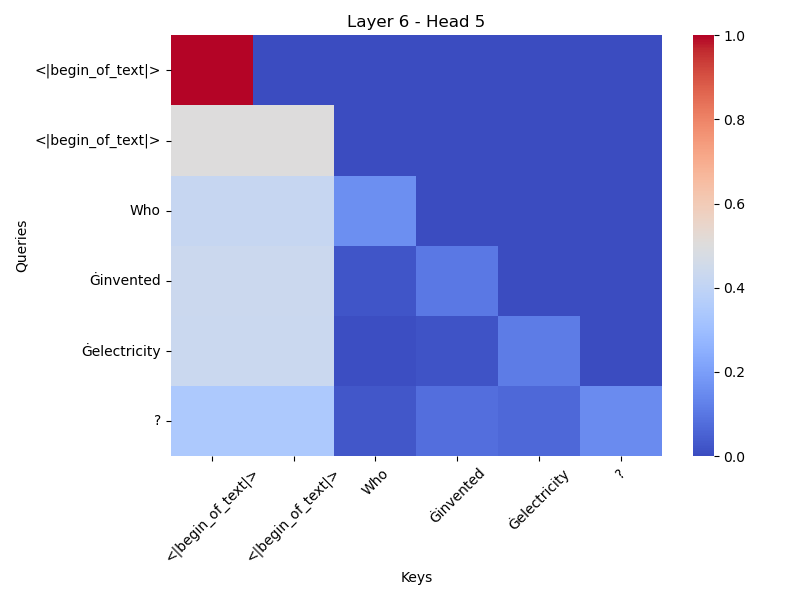 Layer 6 - Head 5
<|begin_of_text|>
<|begin_of_text|>
Who
Ġinvented
Ġelectricity
?
Queries
<|begin_of_text|>
<|begin_of_text|>
Who
Ġinvented
Ġelectricity
?
Keys
1.0
0.8
0.6
0.4
0.2
0.0